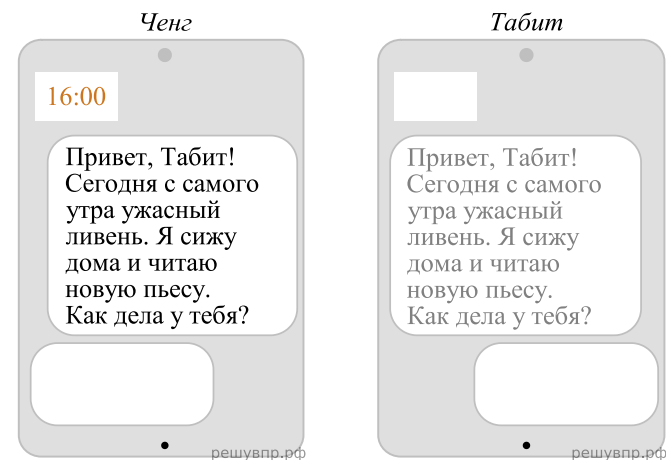 Ченг
16:00
Привет, Табит!
Сегодня с самого
утра ужасный
ливень. Я сижу
дома и читаю
новую пьесу.
Как дела у тебя?
решувпр.рф
Табит
Привет, Табит!
Сегодня с самого
утра ужасный
ливень. Я сижу
дома и читаю
новую пьесу.
Как дела у тебя?
решувпр.рф